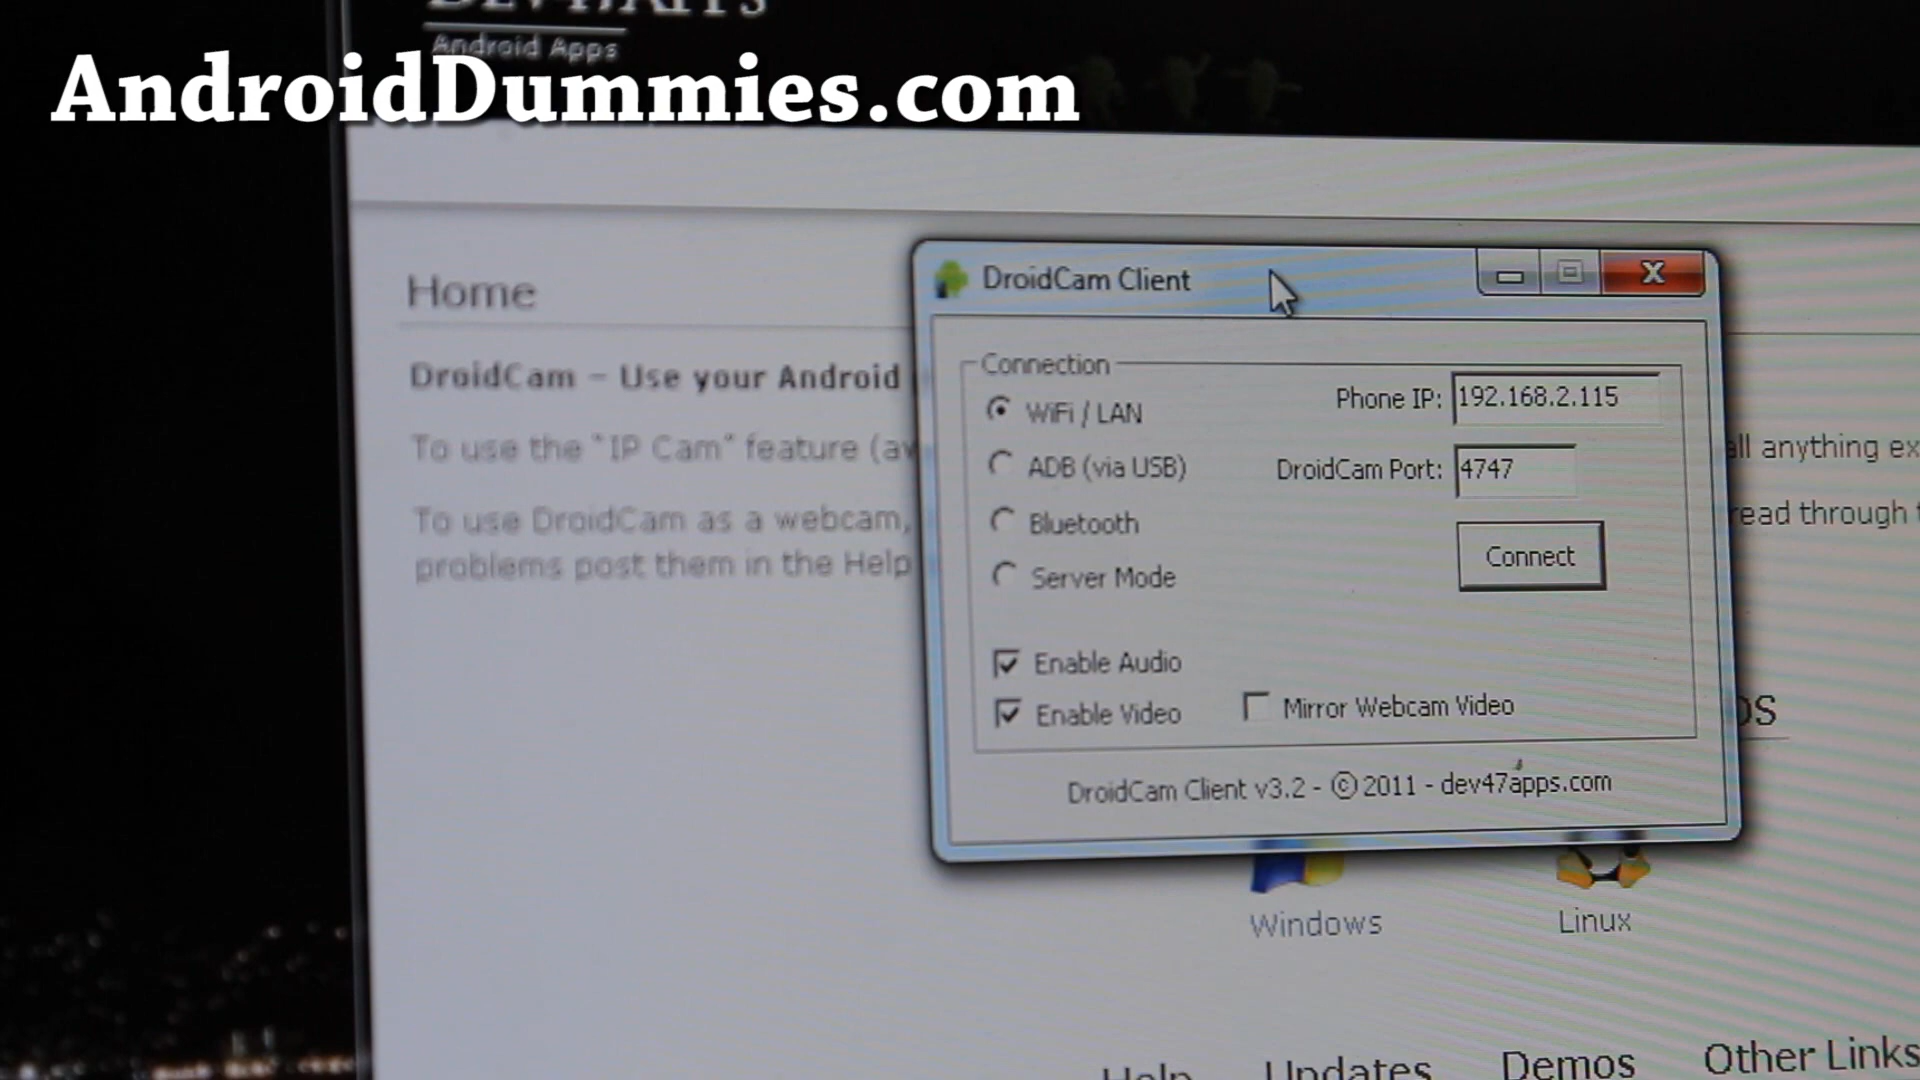 Android Apps
AndroidDummies.com
Home
DroidCam – Use your Android
To use the "IP Cam" feature (av
all anything ex
To use DroidCam as a webcam,
read through t
problems post them in the Help
DroidCam Client
Connection
WiFi / LAN
Phone IP: 192.168.2.115
ADB (via USB)
DroidCam Port: 4747
Bluetooth
Connect
Server Mode
Enable Audio
Enable Video
Mirror Webcam Video
DroidCam Client v3.2 - © 2011 - dev47apps.com
Windows
Linux
Help
Updates
Demos
Other Links